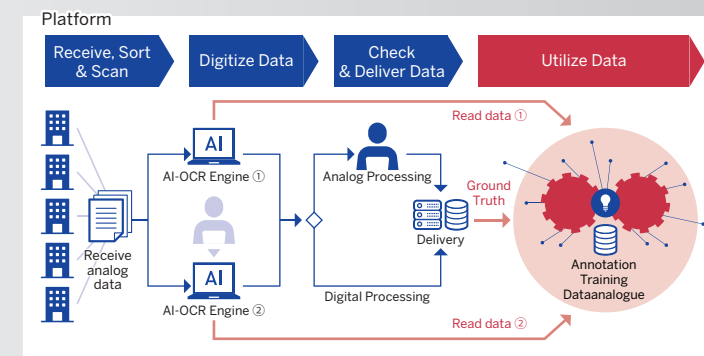 Platform
Receive, Sort
& Scan
Digitize Data
Check
& Deliver Data
Utilize Data
Read data ①
AI
AI-OCR Engine ①
Analog Processing
Ground
Truth
Receive
analog
data
Delivery
AI
AI-OCR Engine ②
Digital Processing
Annotation
Training
Dataanalogue
Read data ②